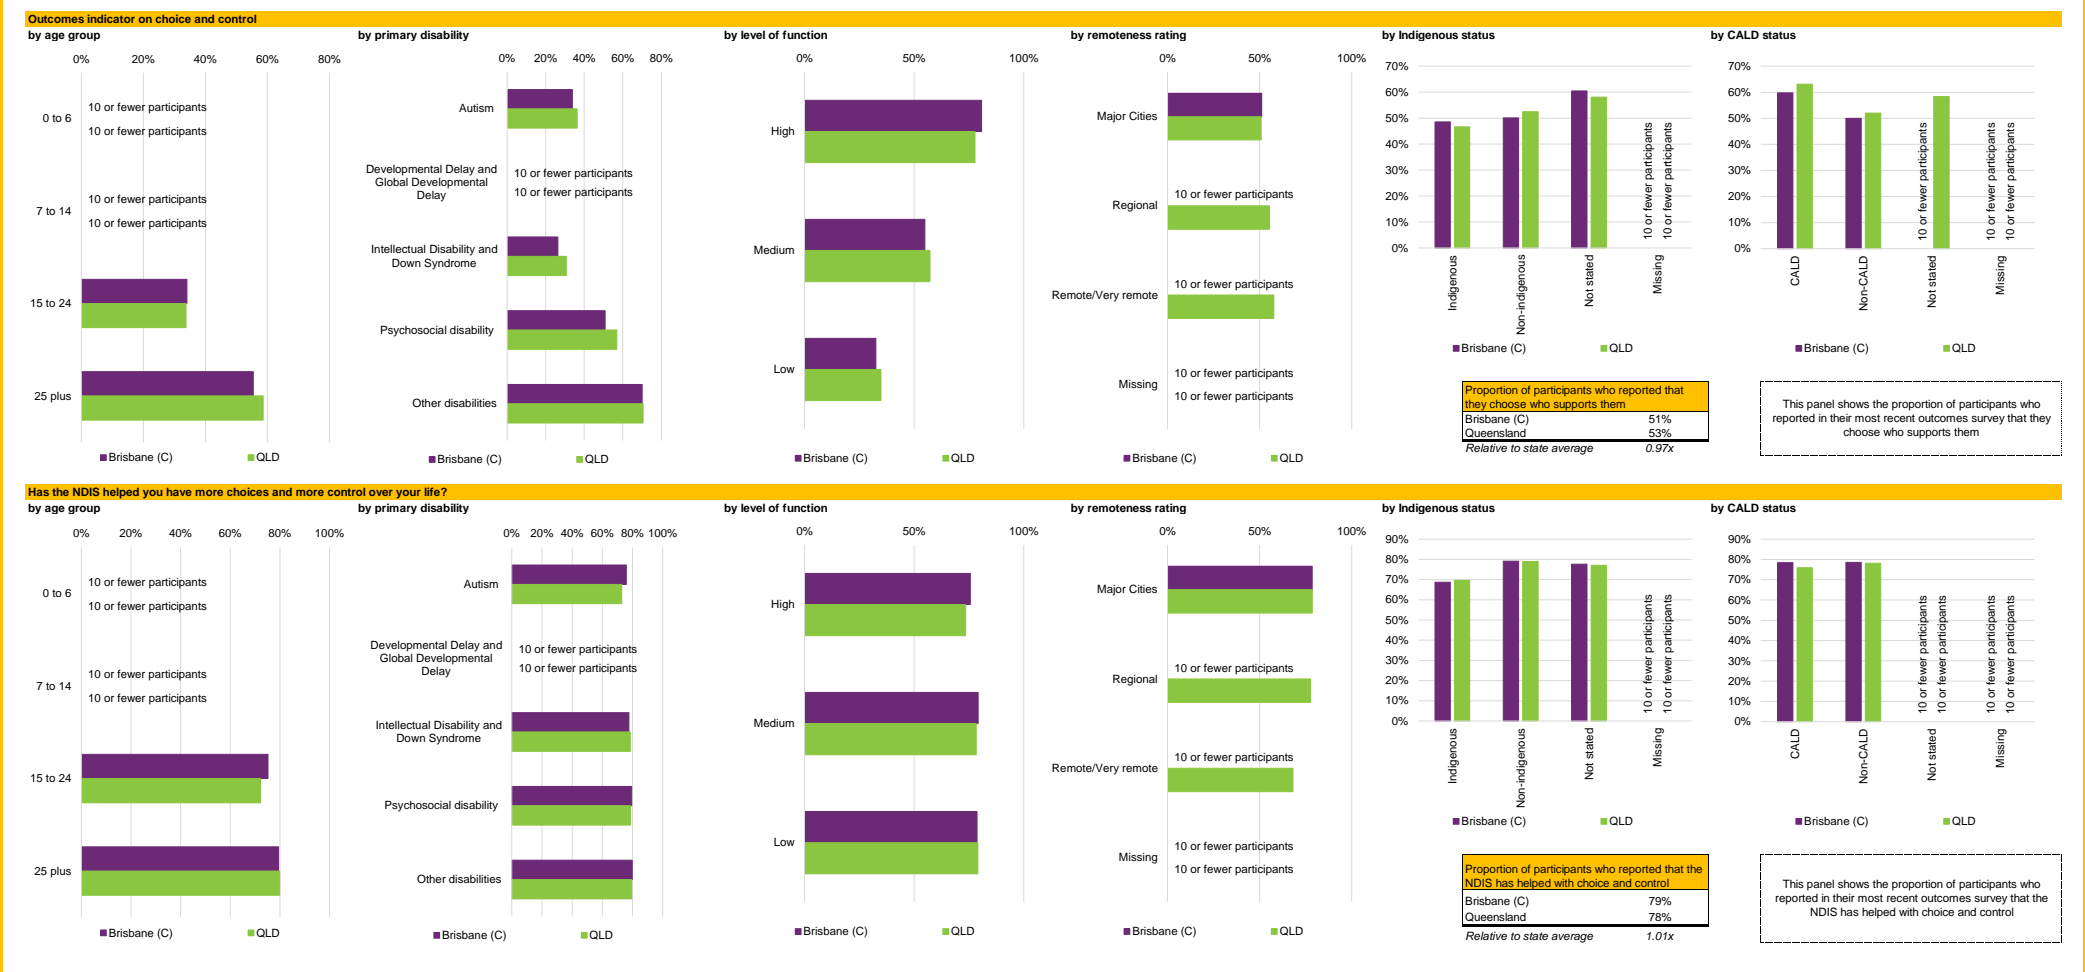 Outcomes indicator on choice and control
by age group
0% 20% 40% 60% 80%
0 to 6
10 or fewer participants
10 or fewer participants
7 to 14
10 or fewer participants
10 or fewer participants
15 to 24
25 plus
Brisbane (C) QLD
by primary disability
0% 20% 40% 60% 80%
Autism
Developmental Delay and
Global Developmental
Delay
10 or fewer participants
10 or fewer participants
Intellectual Disability and
Down Syndrome
Psychosocial disability
Other disabilities
Brisbane (C) QLD
by level of function
0% 50% 100%
High
Medium
Low
Brisbane (C) QLD
by remoteness rating
0% 50% 100%
Major Cities
Regional
10 or fewer participants
Remote/Very remote
10 or fewer participants
Missing
10 or fewer participants
10 or fewer participants
Brisbane (C) QLD
by Indigenous status
70%
60%
50%
40%
30%
20%
10%
0%
10 or fewer participants
10 or fewer participants
Indigenous
Non-indigenous
Not stated
Missing
Brisbane (C) QLD
by CALD status
70%
60%
50%
40%
30%
20%
10%
0%
10 or fewer participants
10 or fewer participants
10 or fewer participants
CALD
Non-CALD
Not stated
Missing
Brisbane (C) QLD
Proportion of participants who reported that
they choose who supports them
Brisbane (C) 51%
Queensland 53%
Relative to state average 0.97x
This panel shows the proportion of participants who
reported in their most recent outcomes survey that they
choose who supports them
Has the NDIS helped you have more choices and more control over your life?
by age group
0% 20% 40% 60% 80% 100%
0 to 6
10 or fewer participants
10 or fewer participants
7 to 14
10 or fewer participants
10 or fewer participants
15 to 24
25 plus
Brisbane (C) QLD
by primary disability
0% 20% 40% 60% 80% 100%
Autism
Developmental Delay and
Global Developmental
Delay
10 or fewer participants
10 or fewer participants
Intellectual Disability and
Down Syndrome
Psychosocial disability
Other disabilities
Brisbane (C) QLD
by level of function
0% 50% 100%
High
Medium
Low
Brisbane (C) QLD
by remoteness rating
0% 50% 100%
Major Cities
Regional
10 or fewer participants
Remote/Very remote
10 or fewer participants
Missing
10 or fewer participants
10 or fewer participants
Brisbane (C) QLD
by Indigenous status
90%
80%
70%
60%
50%
40%
30%
20%
10%
0%
10 or fewer participants
10 or fewer participants
Indigenous
Non-indigenous
Not stated
Missing
Brisbane (C) QLD
by CALD status
90%
80%
70%
60%
50%
40%
30%
20%
10%
0%
10 or fewer participants
10 or fewer participants
10 or fewer participants
10 or fewer participants
CALD
Non-CALD
Not stated
Missing
Brisbane (C) QLD
Proportion of participants who reported that the
NDIS has helped with choice and control
Brisbane (C) 79%
Queensland 78%
Relative to state average 1.01x
This panel shows the proportion of participants who
reported in their most recent outcomes survey that the
NDIS has helped with choice and control